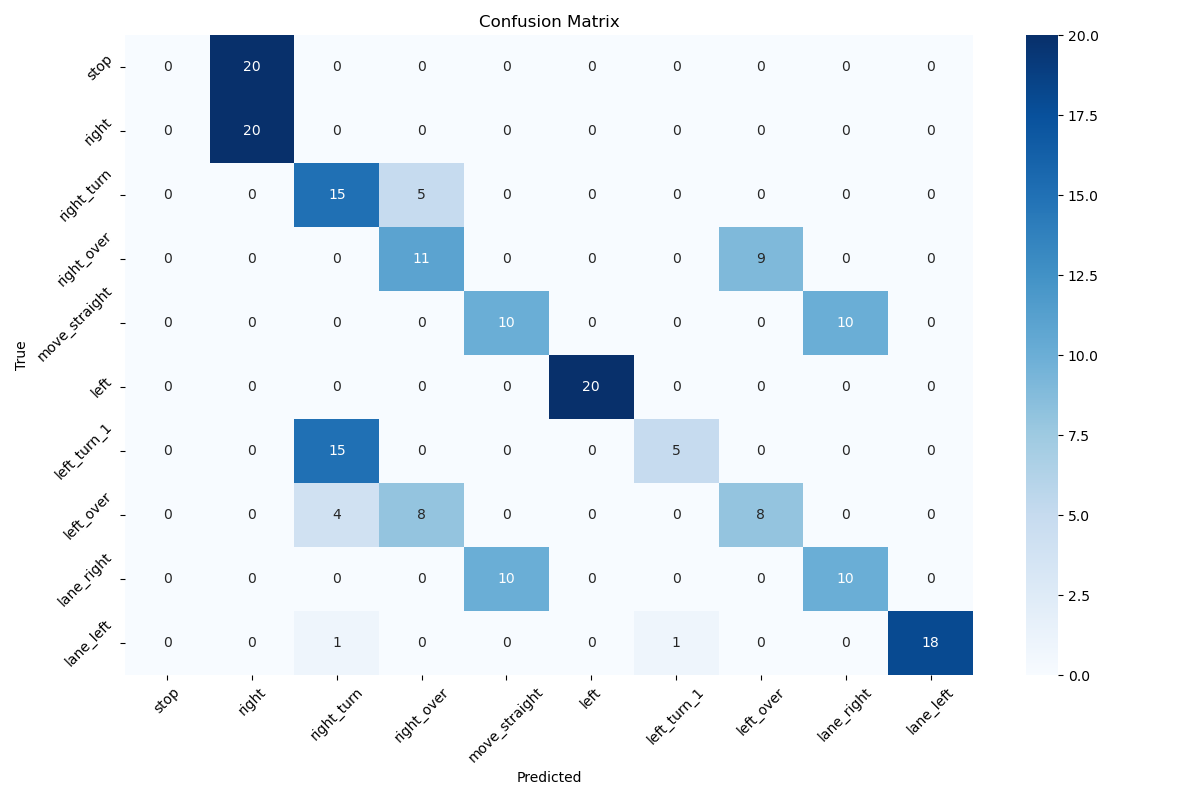 Confusion Matrix
True
stop 0 20 0 0 0 0 0 0 0 0
right 0 20 0 0 0 0 0 0 0 0
right_turn 0 0 15 5 0 0 0 0 0 0
right_over 0 0 0 11 0 0 0 9 0 0
move_straight 0 0 0 0 10 0 0 0 10 0
left 0 0 0 0 0 20 0 0 0 0
left_turn_1 0 0 15 0 0 0 5 0 0 0
left_over 0 0 4 8 0 0 0 8 0 0
lane_right 0 0 0 0 10 0 0 0 10 0
lane_left 0 0 1 0 0 0 1 0 0 18
stop right right_turn right_over move_straight left left_turn_1 left_over lane_right lane_left
Predicted
20.0
17.5
15.0
12.5
10.0
7.5
5.0
2.5
0.0